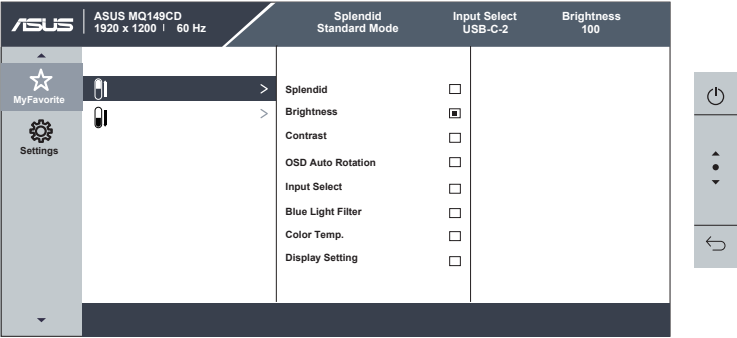 ASUS
ASUS MQ149CD
1920 x 1200 | 60 Hz
Splendid
Standard Mode
Input Select
USB-C-2
Brightness
100
MyFavorite
Settings
Splendid
Brightness
Contrast
OSD Auto Rotation
Input Select
Blue Light Filter
Color Temp.
Display Setting